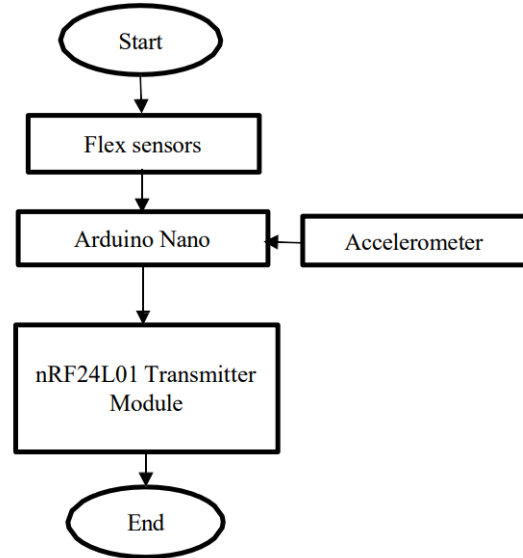 Start
Flex sensors
Arduino Nano
Accelerometer
nRF24L01 Transmitter
Module
End